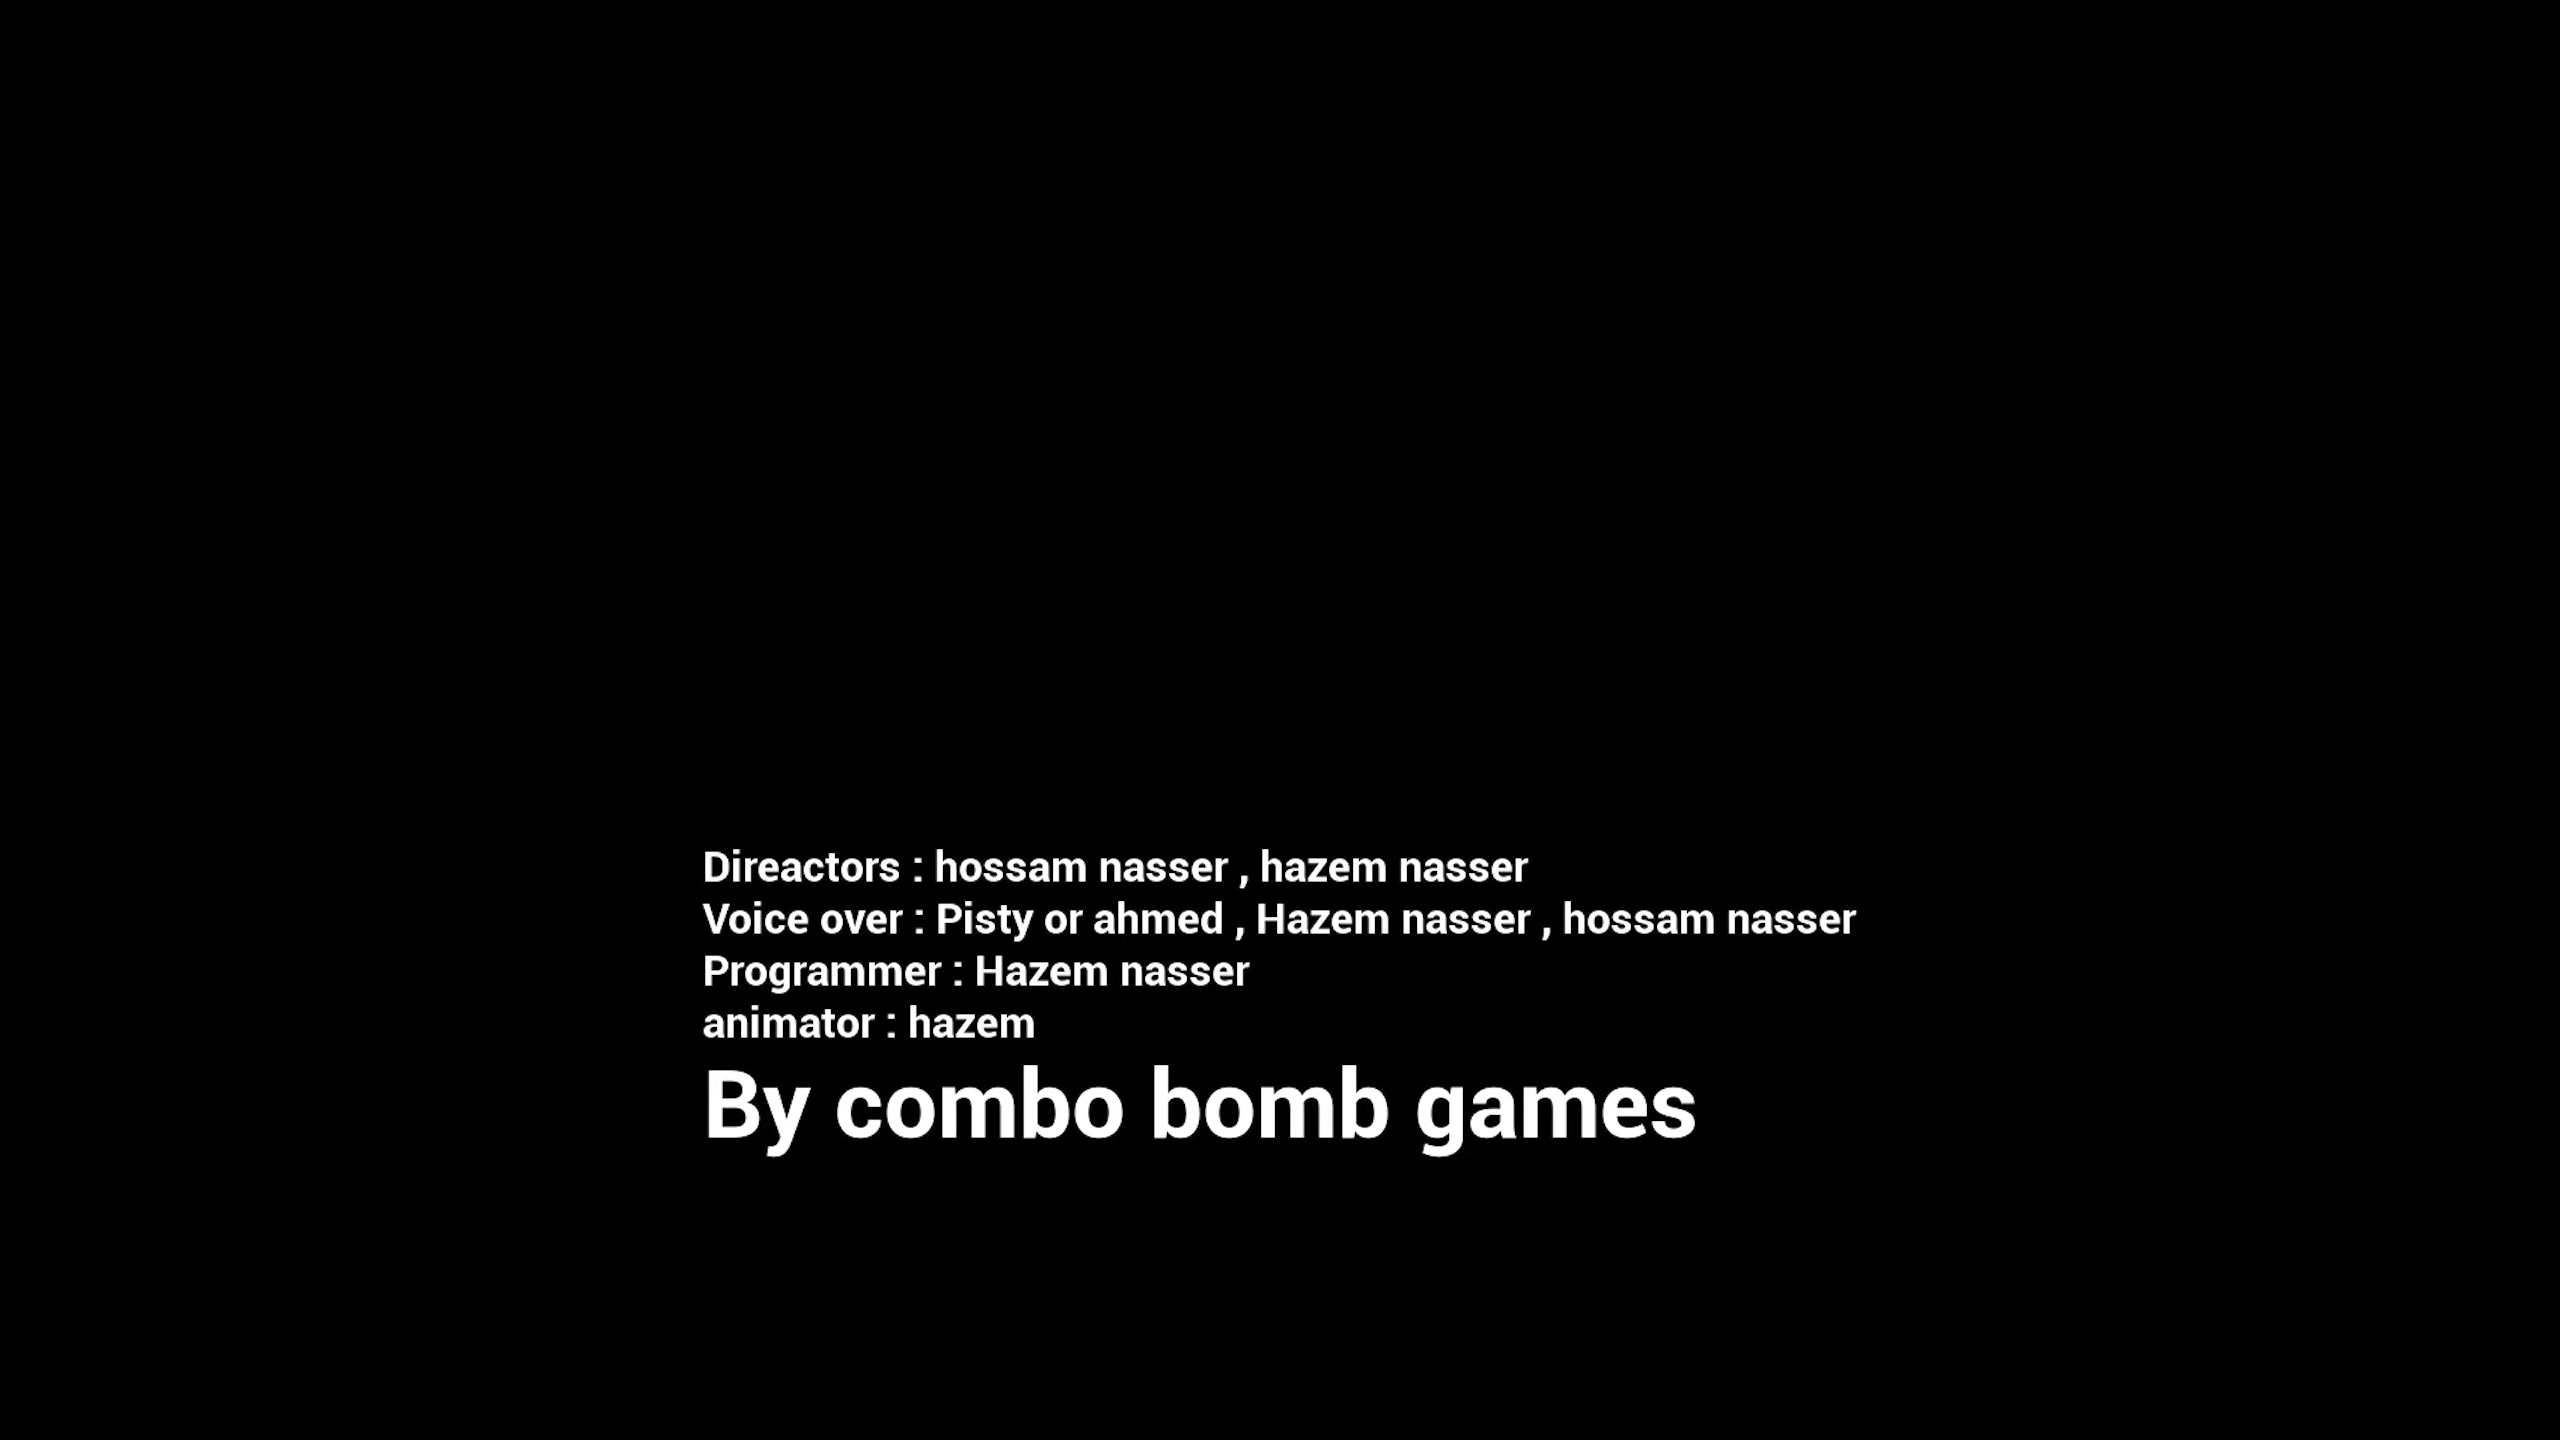 Direactors : hossam nasser , hazem nasser
Voice over : Pisty or ahmed , Hazem nasser , hossam nasser
Programmer : Hazem nasser
animator : hazem
By combo bomb games